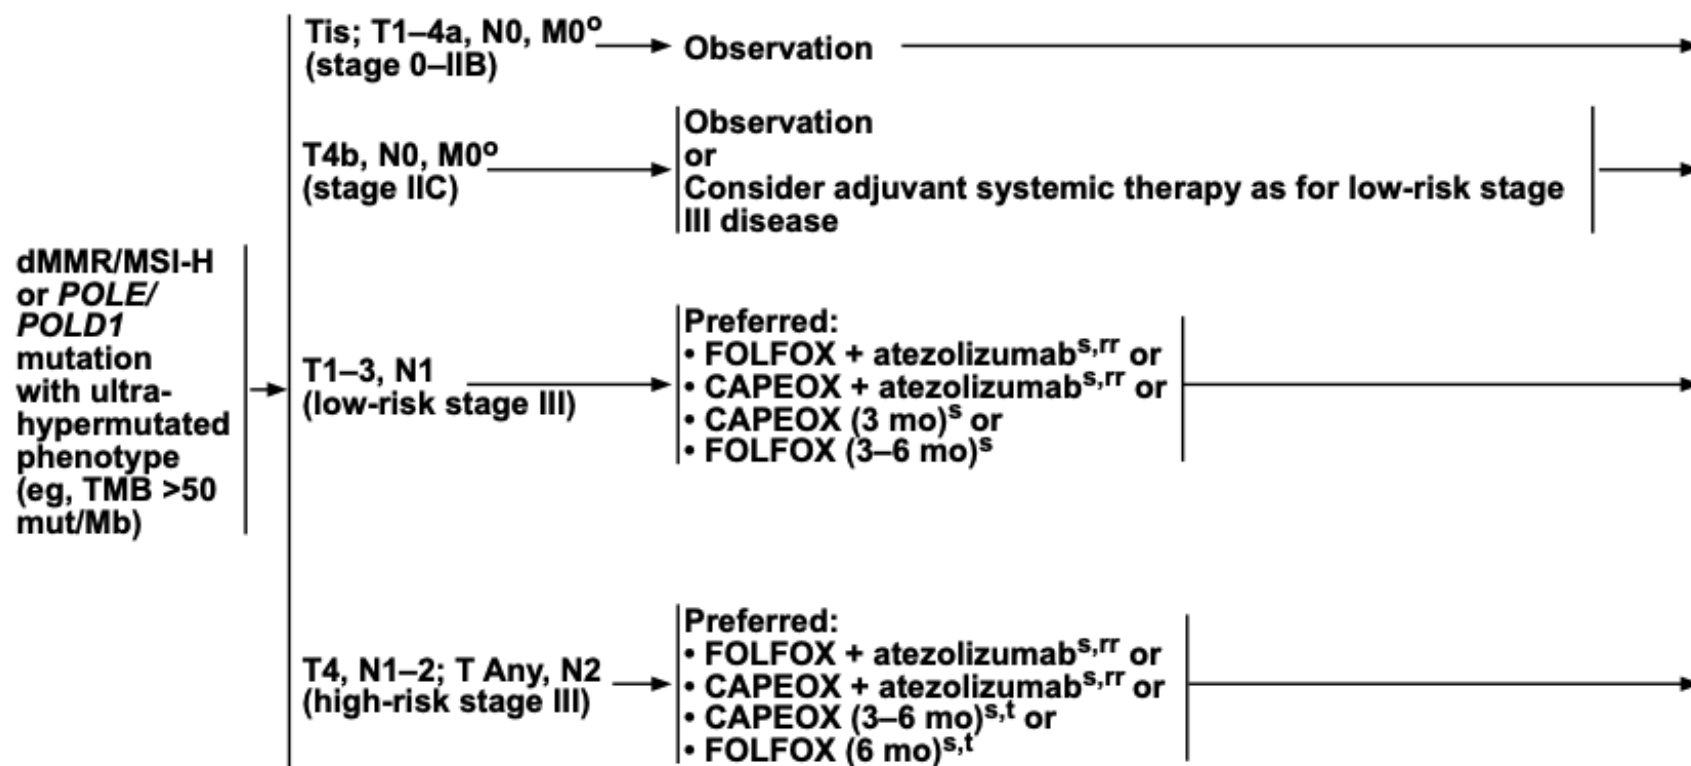 dMMR/MSI-H
or POLE/
POLD1
mutation
with ultra-
hypermutated
phenotype
(eg, TMB >50
mut/Mb)
Tis; T1–4a, N0, M0o
(stage 0–IIB)
Observation
T4b, N0, M0o
(stage IIC)
Observation
or
Consider adjuvant systemic therapy as for low-risk stage
III disease
T1–3, N1
(low-risk stage III)
Preferred:
• FOLFOX + atezolizumabs,rr or
• CAPEOX + atezolizumabs,rr or
• CAPEOX (3 mo)s or
• FOLFOX (3–6 mo)s
T4, N1–2; T Any, N2
(high-risk stage III)
Preferred:
• FOLFOX + atezolizumabs,rr or
• CAPEOX + atezolizumabs,rr or
• CAPEOX (3–6 mo)s,t or
• FOLFOX (6 mo)s,t